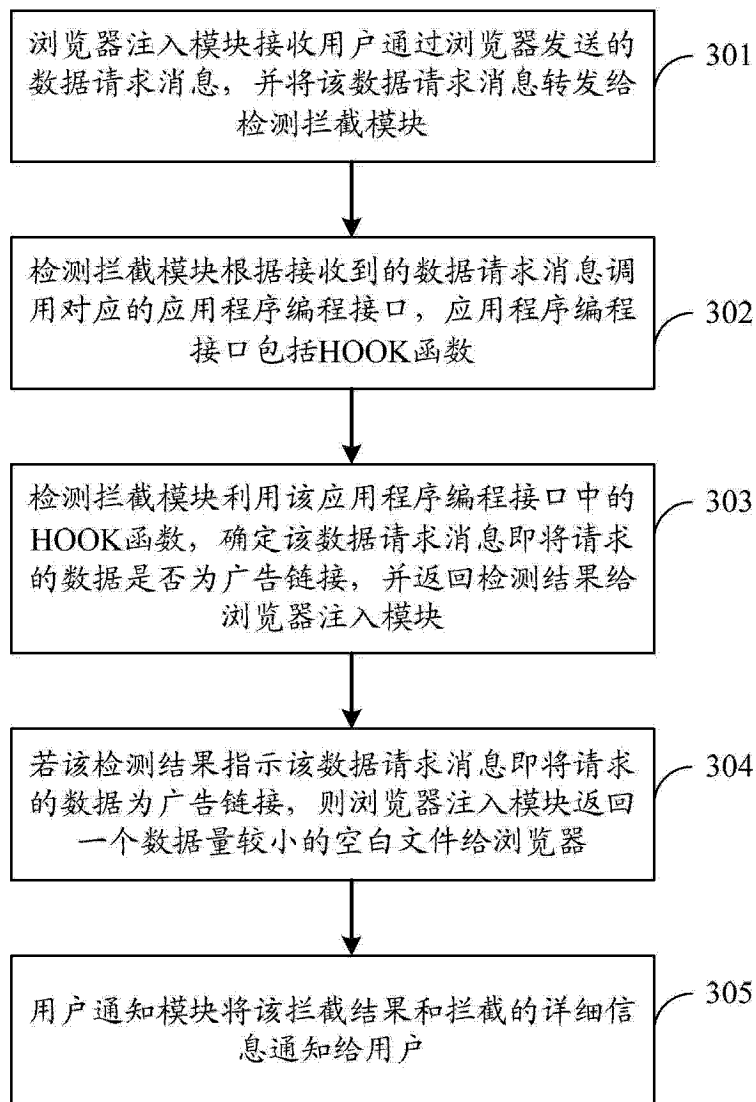 浏览器注入模块接收用户通过浏览器发送的
数据请求消息，并将该数据请求消息转发给
检测拦截模块
301
检测拦截模块根据接收到的数据请求消息调
用对应的应用程序编程接口，应用程序编程
接口包括HOOK函数
302
检测拦截模块利用该应用程序编程接口中的
HOOK函数，确定该数据请求消息即将请求
的数据是否为广告链接，并返回检测结果给
浏览器注入模块
303
若该检测结果指示该数据请求消息即将请求
的数据为广告链接，则浏览器注入模块返回
一个数据量较小的空白文件给浏览器
304
用户通知模块将该拦截结果和拦截的详细信
息通知给用户
305